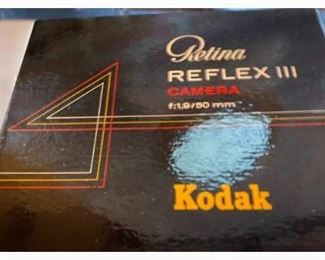 Retina
REFLEX III
CAMERA
f:1,9/50 mm
Kodak